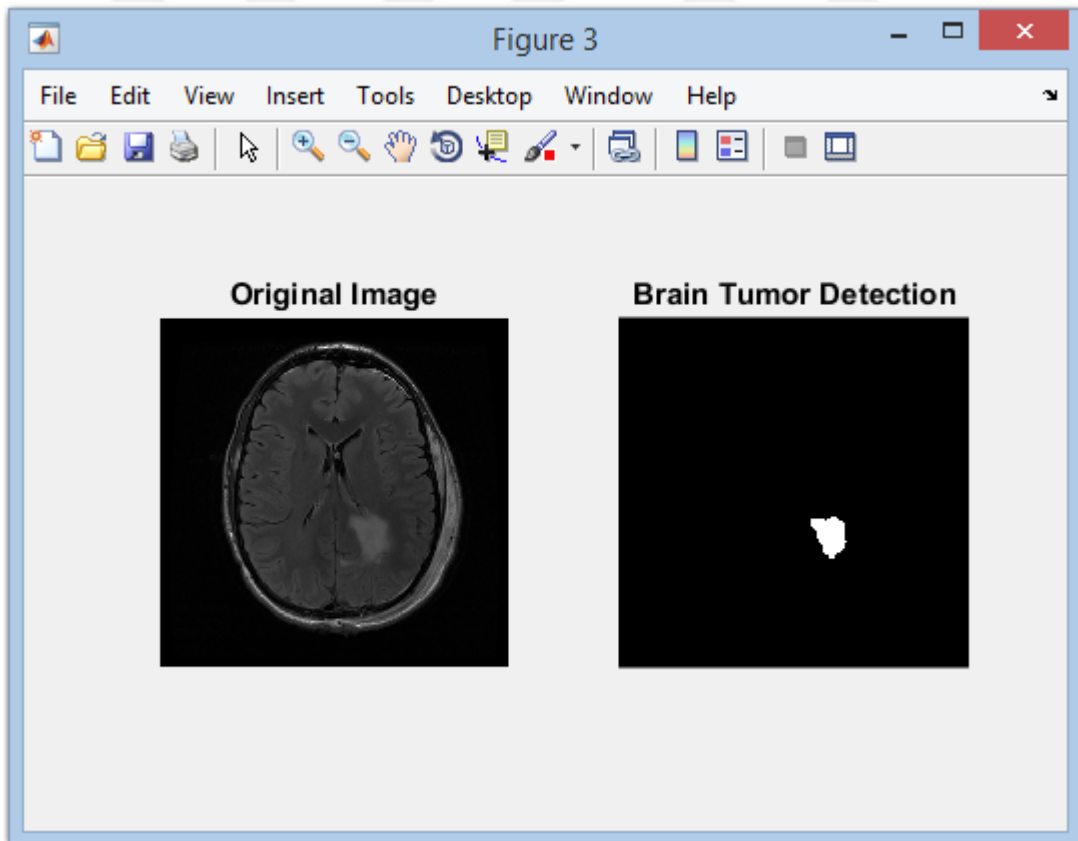 Figure 3
File Edit View Insert Tools Desktop Window Help
Original Image
Brain Tumor Detection